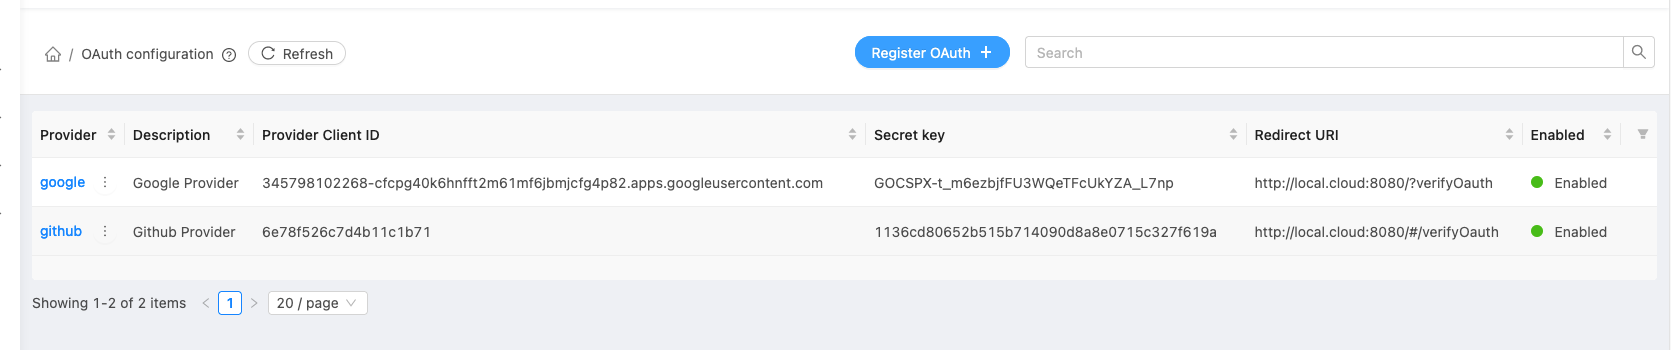 / OAuth configuration Refresh Register OAuth + Search
Provider Description Provider Client ID Secret key Redirect URI Enabled
google Google Provider 345798102268-cfcpg40k6hnfft2m61mf6jbmjcfg4p82.apps.googleusercontent.com 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 http://local.cloud:8080/?verifyOauth Enabled
github Github Provider 6e78f526c7d4b11c1b71 1136cd80652b515b714090d8a8e0715c327f619a http://local.cloud:8080/#/verifyOauth Enabled
Showing 1-2 of 2 items < 1 > 20 / page